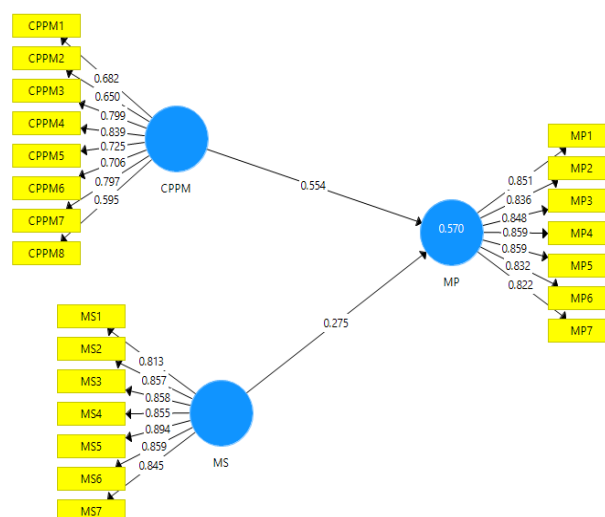 CPPM1
CPPM2
CPPM3
CPPM4
CPPM5
CPPM6
CPPM7
CPPM8
0.682
0.650
0.799
0.839
0.725
0.706
0.797
0.595
CPPM
0.554
MP1
MP2
MP3
MP4
MP5
MP6
MP7
0.851
0.836
0.848
0.859
0.859
0.832
0.822
0.570
MP
0.275
MS1
MS2
MS3
MS4
MS5
MS6
MS7
0.813
0.857
0.858
0.855
0.894
0.859
0.845
MS